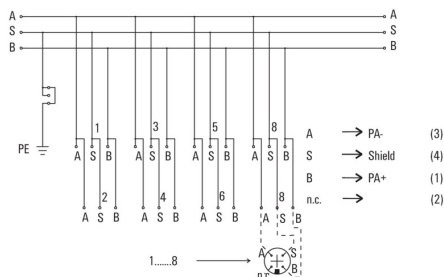 A A
S S
B B
PE
1 3 5 8
A S B A S B A S B A S B
2 4 6 8
A S B A S B A S B A S B
A → PA- (3)
S → Shield (4)
B → PA+ (1)
n.c. → (2)
1.......8
A S
n.c. B